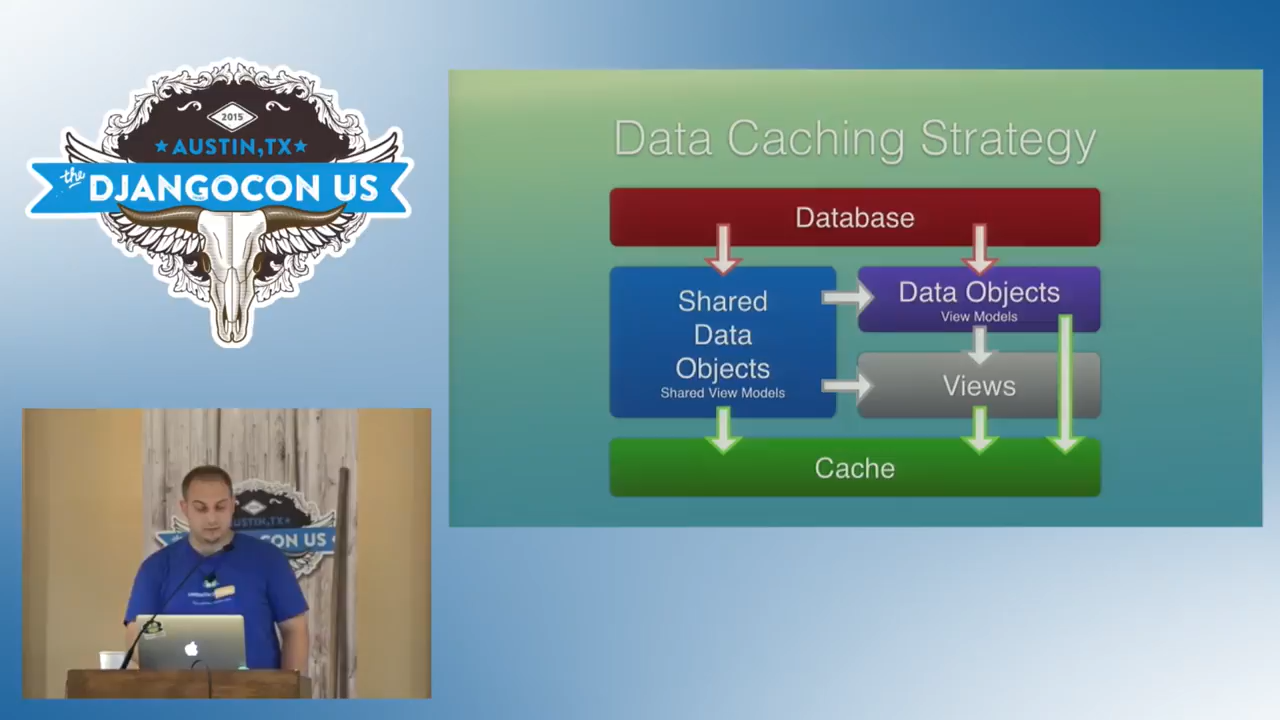 2015
AUSTIN,TX
the
DJANGOCON US
Data Caching Strategy
Database
Shared
Data
Objects
Shared View Models
Data Objects
View Models
Views
Cache
AUSTIN,TX
CON US